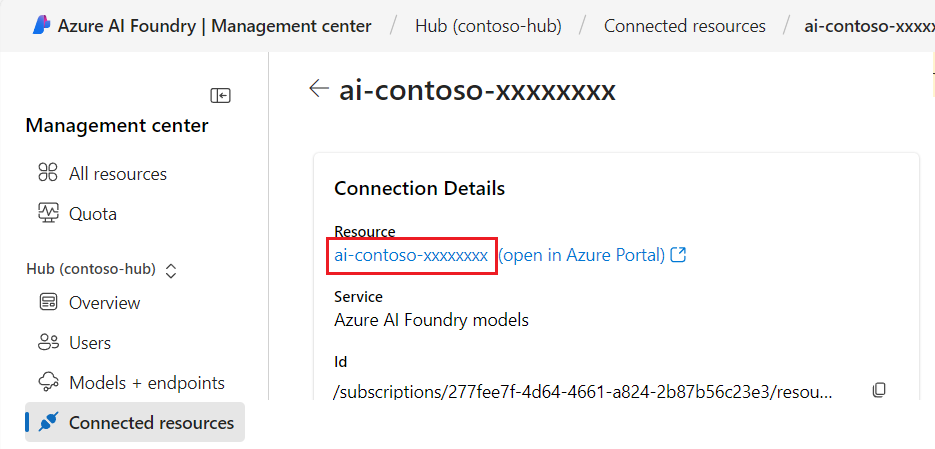 Azure AI Foundry | Management center / Hub (contoso-hub) / Connected resources / ai-contoso-xxxxx
Management center
All resources
Quota
Hub (contoso-hub)
Overview
Users
Models + endpoints
Connected resources
ai-contoso-xxxxxxxx
Connection Details
Resource
ai-contoso-xxxxxxxx (open in Azure Portal)
Service
Azure AI Foundry models
Id
/subscriptions/277fee7f-4d64-4661-a824-2b87b56c23e3/resou...